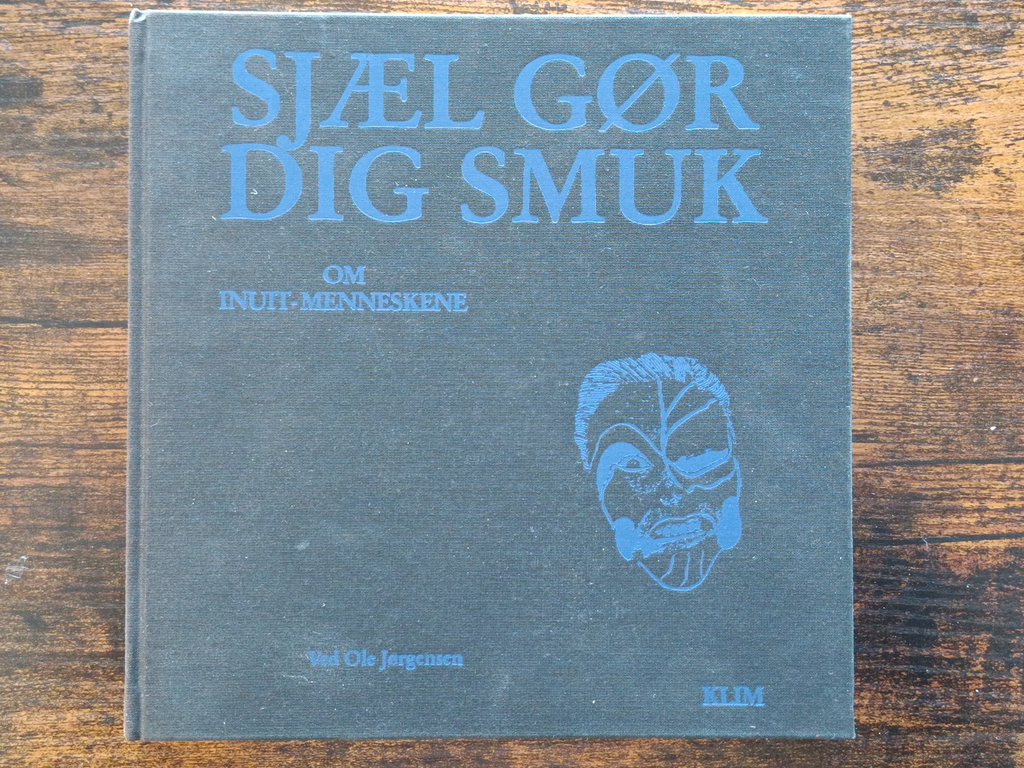 SJÆL GØR
DIG SMUK
OM
INUIT-MENNESKENE
Ved Ole Jørgensen
KLIM